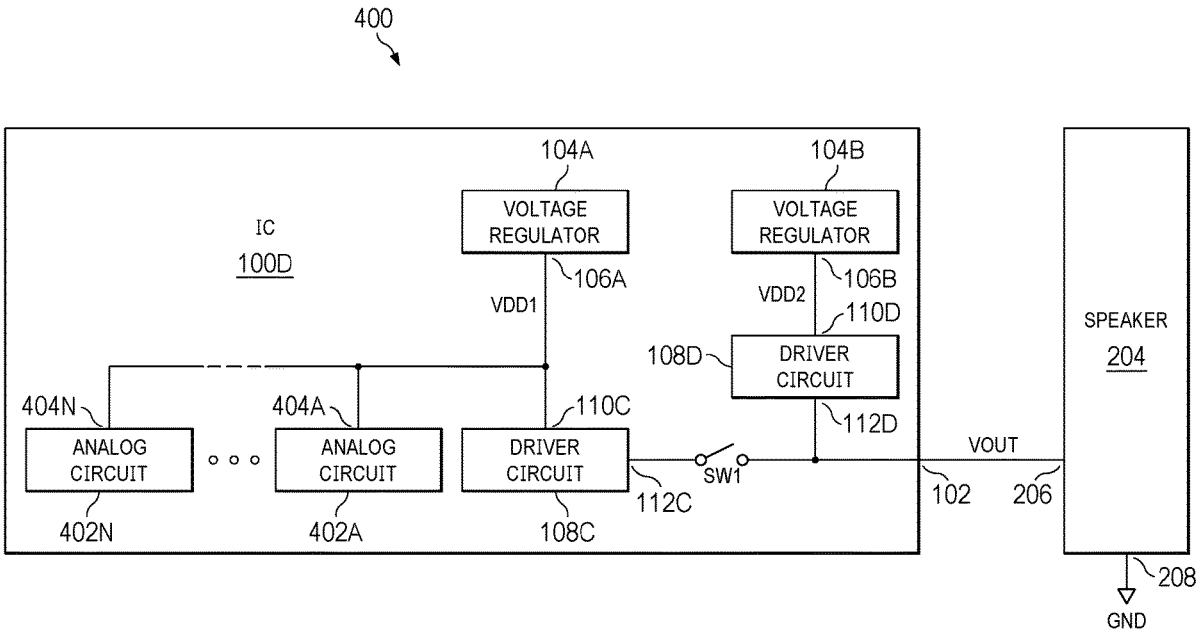 400
104A
104B
VOLTAGE
REGULATOR
VOLTAGE
REGULATOR
IC
100D
106A
106B
VDD1
VDD2
110D
SPEAKER
204
108D
DRIVER
CIRCUIT
404N
404A
110C
112D
ANALOG
CIRCUIT
ANALOG
CIRCUIT
DRIVER
CIRCUIT
VOUT
SW1
112C
102
206
402N
402A
108C
208
GND